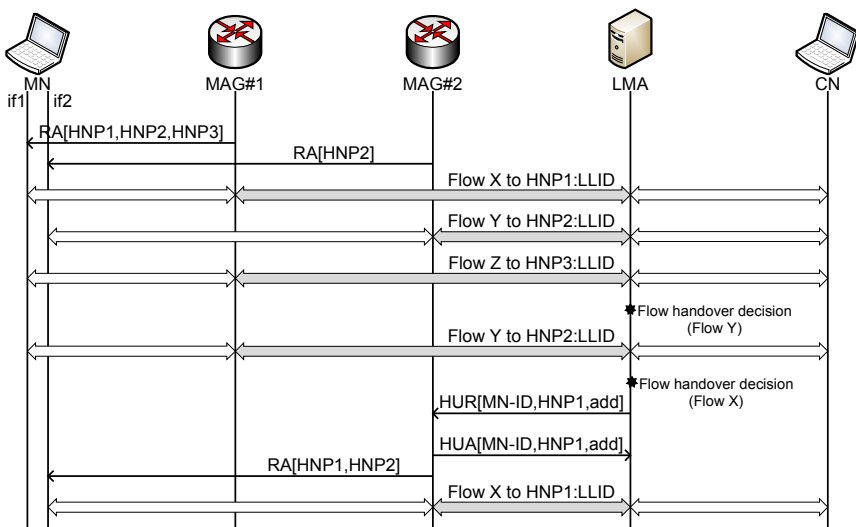 MN
MAG#1
MAG#2
LMA
CN
if1
if2
RA[HNP1,HNP2,HNP3]
RA[HNP2]
Flow X to HNP1:LLID
Flow Y to HNP2:LLID
Flow Z to HNP3:LLID
Flow handover decision
(Flow Y)
Flow Y to HNP2:LLID
Flow handover decision
(Flow X)
HUR[MN-ID,HNP1,add]
HUA[MN-ID,HNP1,add]
RA[HNP1,HNP2]
Flow X to HNP1:LLID